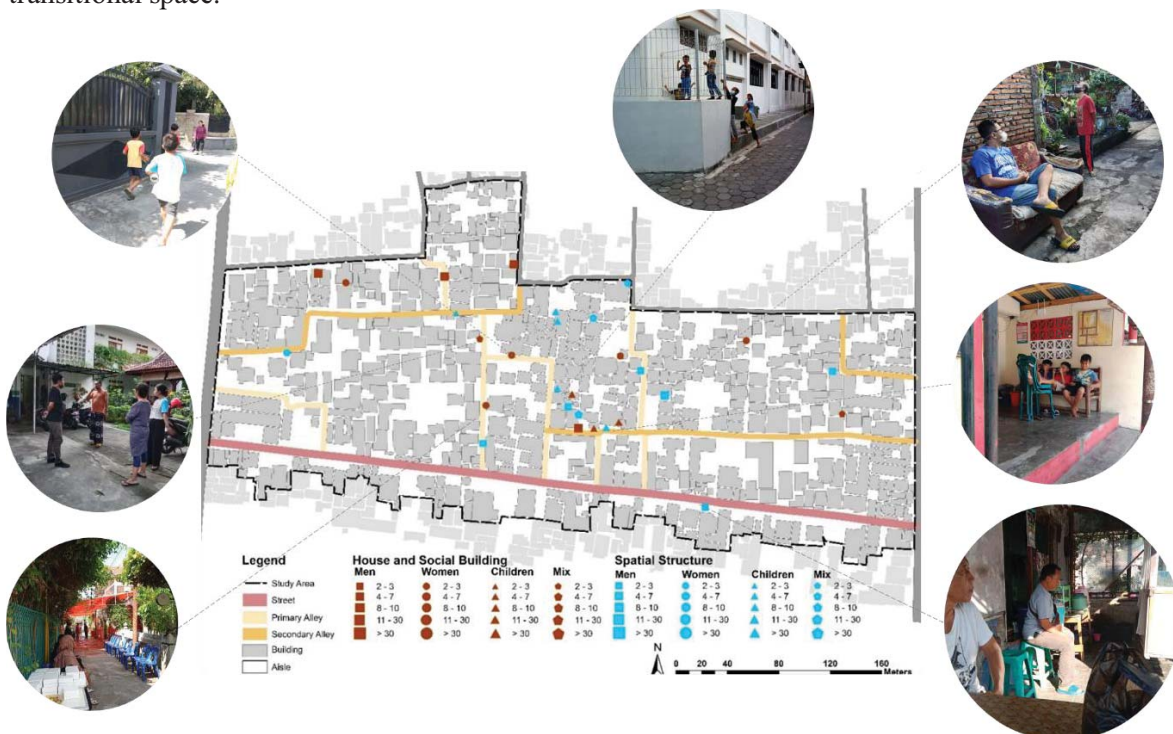 transitional space.
Legend
Study Area
Street
Primary Alley
Secondary Alley
Building
Aisle
House and Social Building
Men Women Children Mix
2 - 3 2 - 3 2 - 3 2 - 3
4 - 7 4 - 7 4 - 7 4 - 7
8 - 10 8 - 10 8 - 10 8 - 10
11 - 30 11 - 30 11 - 30 11 - 30
> 30 > 30 > 30 > 30
Spatial Structure
Men Women Children Mix
2 - 3 2 - 3 2 - 3 2 - 3
4 - 7 4 - 7 4 - 7 4 - 7
8 - 10 8 - 10 8 - 10 8 - 10
11 - 30 11 - 30 11 - 30 11 - 30
> 30 > 30 > 30 > 30
N
0 20 40 80 120 160
Meters